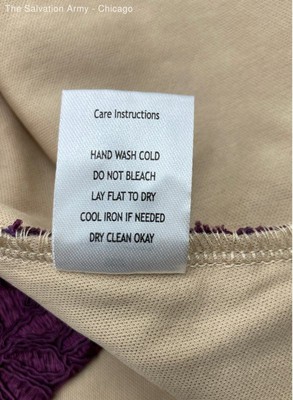 The Salvation Army - Chicago
Care Instructions
HAND WASH COLD
DO NOT BLEACH
LAY FLAT TO DRY
COOL IRON IF NEEDED
DRY CLEAN OKAY